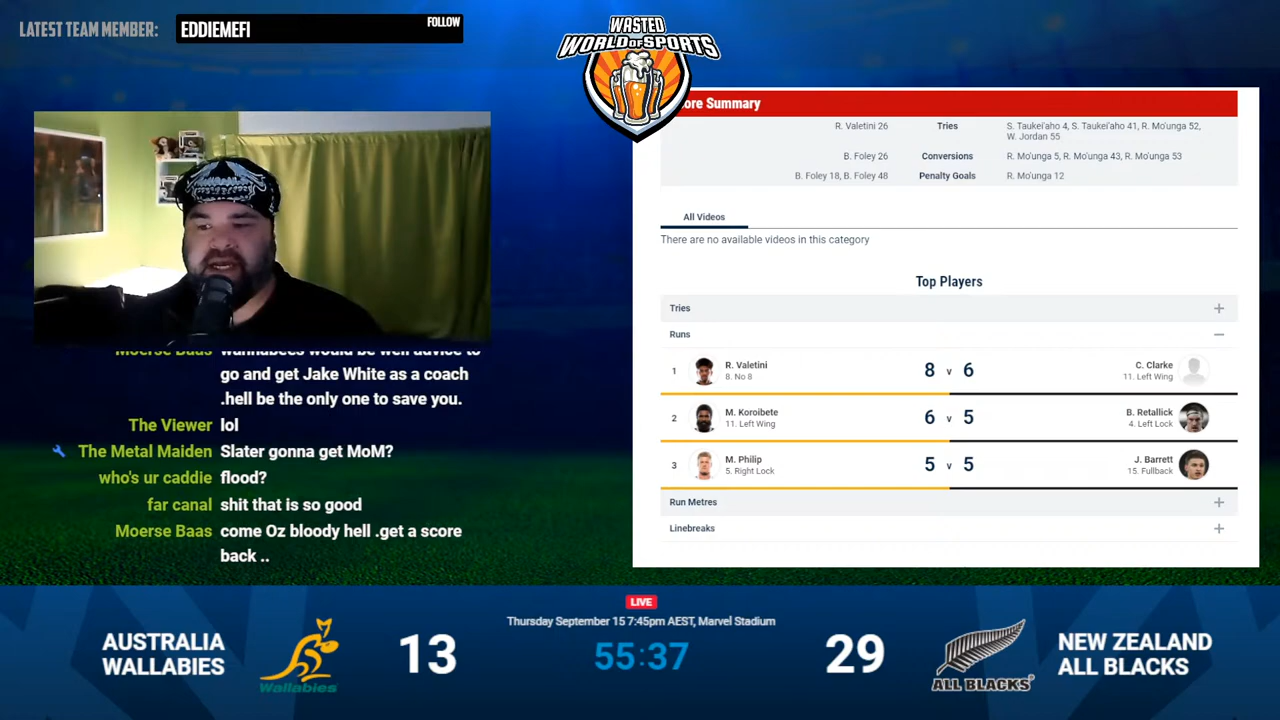 LATEST TEAM MEMBER:
EDDIEMEFI
FOLLOW
WASTED
WORLD OF SPORTS
ore Summary
R. Valetini 26 Tries S. Taukei'aho 4, S. Taukei'aho 41, R. Mo'unga 52,
W. Jordan 55
B. Foley 26 Conversions R. Mo'unga 5, R. Mo'unga 43, R. Mo'unga 53
B. Foley 18, B. Foley 48 Penalty Goals R. Mo'unga 12
All Videos
There are no available videos in this category
Top Players
Tries
Runs
1 R. Valetini 8 v 6 C. Clarke
8. No 8 11. Left Wing
2 M. Koroibete 6 v 5 B. Retallick
11. Left Wing 4. Left Lock
3 M. Philip 5 v 5 J. Barrett
5. Right Lock 15. Fullback
Run Metres
Linebreaks
Moerse Baas wannabees would be well advice to
go and get Jake White as a coach
.hell be the only one to save you.
The Viewer lol
The Metal Maiden Slater gonna get MoM?
who's ur caddie flood?
far canal shit that is so good
Moerse Baas come Oz bloody hell .get a score
back ..
LIVE
Thursday September 15 7:45pm AEST, Marvel Stadium
AUSTRALIA
WALLABIES
Wallabies
13
55:37
29
ALL BLACKS
NEW ZEALAND
ALL BLACKS